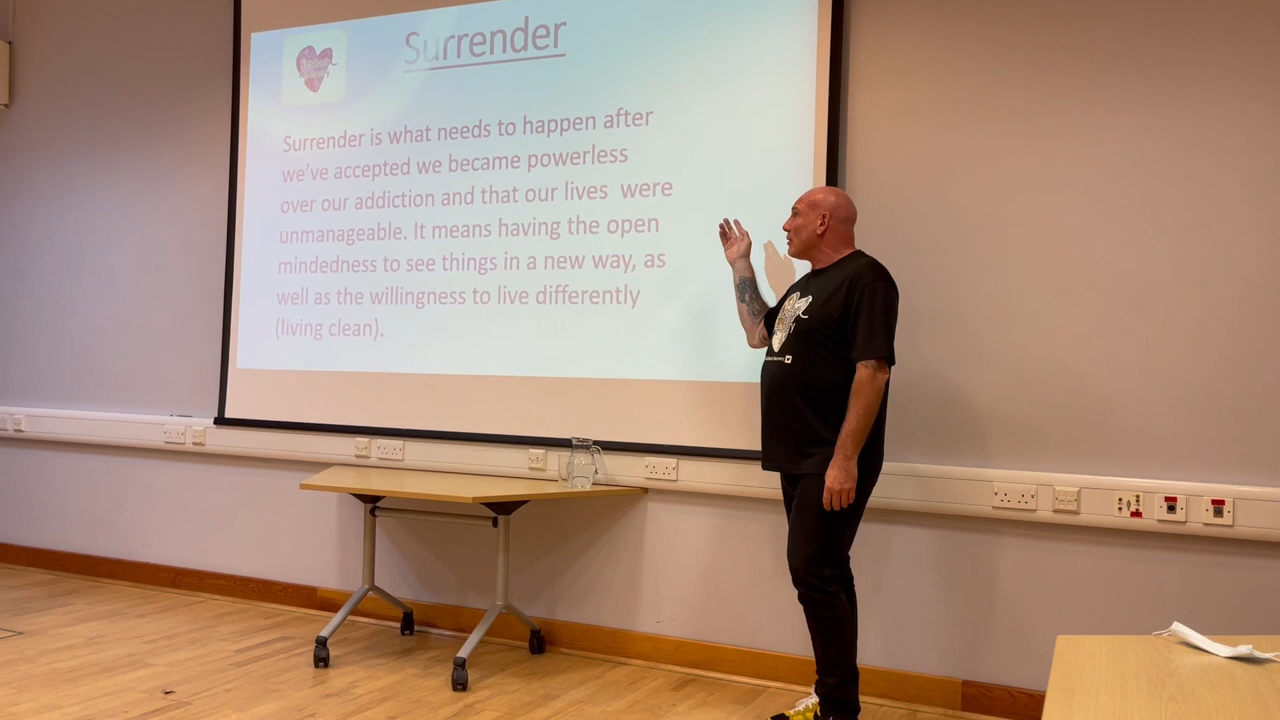 Surrender
Surrender is what needs to happen after
we've accepted we became powerless
over our addiction and that our lives were
unmanageable. It means having the open
mindedness to see things in a new way, as
well as the willingness to live differently
(living clean).